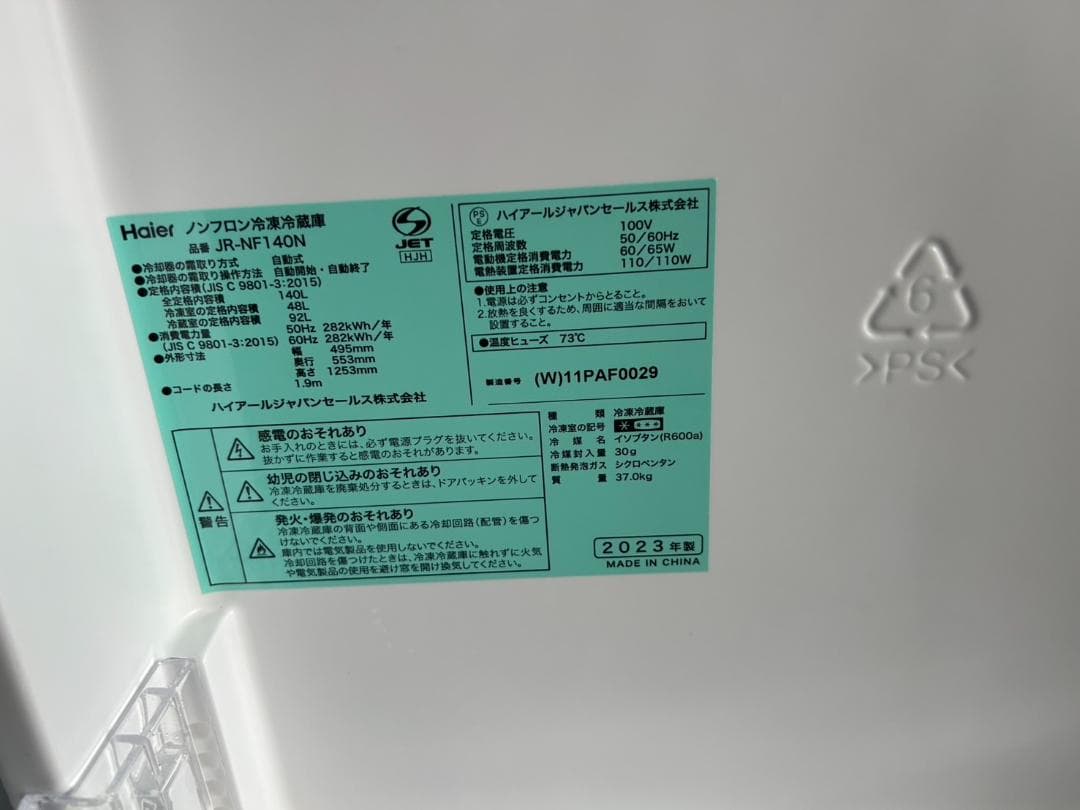 Haier ノンフロン冷凍冷蔵庫
品番 JR-NF140N
JET
HJH
●冷却器の霜取り方式 自動式
●冷却器の霜取り操作方法 自動開始・自動終了
●定格内容積(JIS C 9801-3:2015)
全定格内容積 140L
冷凍室の定格内容積 48L
冷蔵室の定格内容積 92L
●消費電力量 50Hz 282kWh/年
(JIS C 9801-3:2015) 60Hz 282kWh/年
●外形寸法 幅 495mm
奥行 553mm
高さ 1253mm
●コードの長さ 1.9m
ハイアールジャパンセールス株式会社
PSE ハイアールジャパンセールス株式会社
定格電圧 100V
定格周波数 50/60Hz
電動機定格消費電力 60/65W
電熱装置定格消費電力 110/110W
●使用上の注意
1.電源は必ずコンセントからとること。
2.放熱を良くするため、周囲に適当な間隔をおいて
設置すること。
●温度ヒューズ 73℃
製造番号 (W)11PAF0029
警告
感電のおそれあり
お手入れのときには、必ず電源プラグを抜いてください。
抜かずに作業すると感電のおそれがあります。
幼児の閉じ込みのおそれあり
冷凍冷蔵庫を廃棄処分するときは、ドアパッキンを外して
ください。
発火・爆発のおそれあり
冷凍冷蔵庫の背面や側面にある冷却回路(配管)を傷つ
けないでください。
庫内では電気製品を使用しないでください。
冷却回路を傷つけたときは、冷凍冷蔵庫に触れずに火気
や電気製品の使用を避け窓を開け換気してください。
種類 冷凍冷蔵庫
冷凍室の記号 * ***
冷媒名 イソブタン(R600a)
冷媒封入量 30g
断熱発泡ガス シクロペンタン
質量 37.0kg
2023年製
MADE IN CHINA
6
>PS<